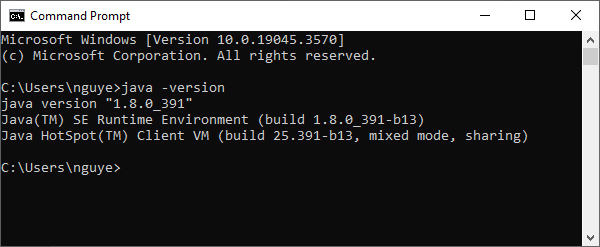 Command Prompt
Microsoft Windows [Version 10.0.19045.3570]
(c) Microsoft Corporation. All rights reserved.
C:\Users\nguye>java -version
java version "1.8.0_391"
Java(TM) SE Runtime Environment (build 1.8.0_391-b13)
Java HotSpot(TM) Client VM (build 25.391-b13, mixed mode, sharing)
C:\Users\nguye>